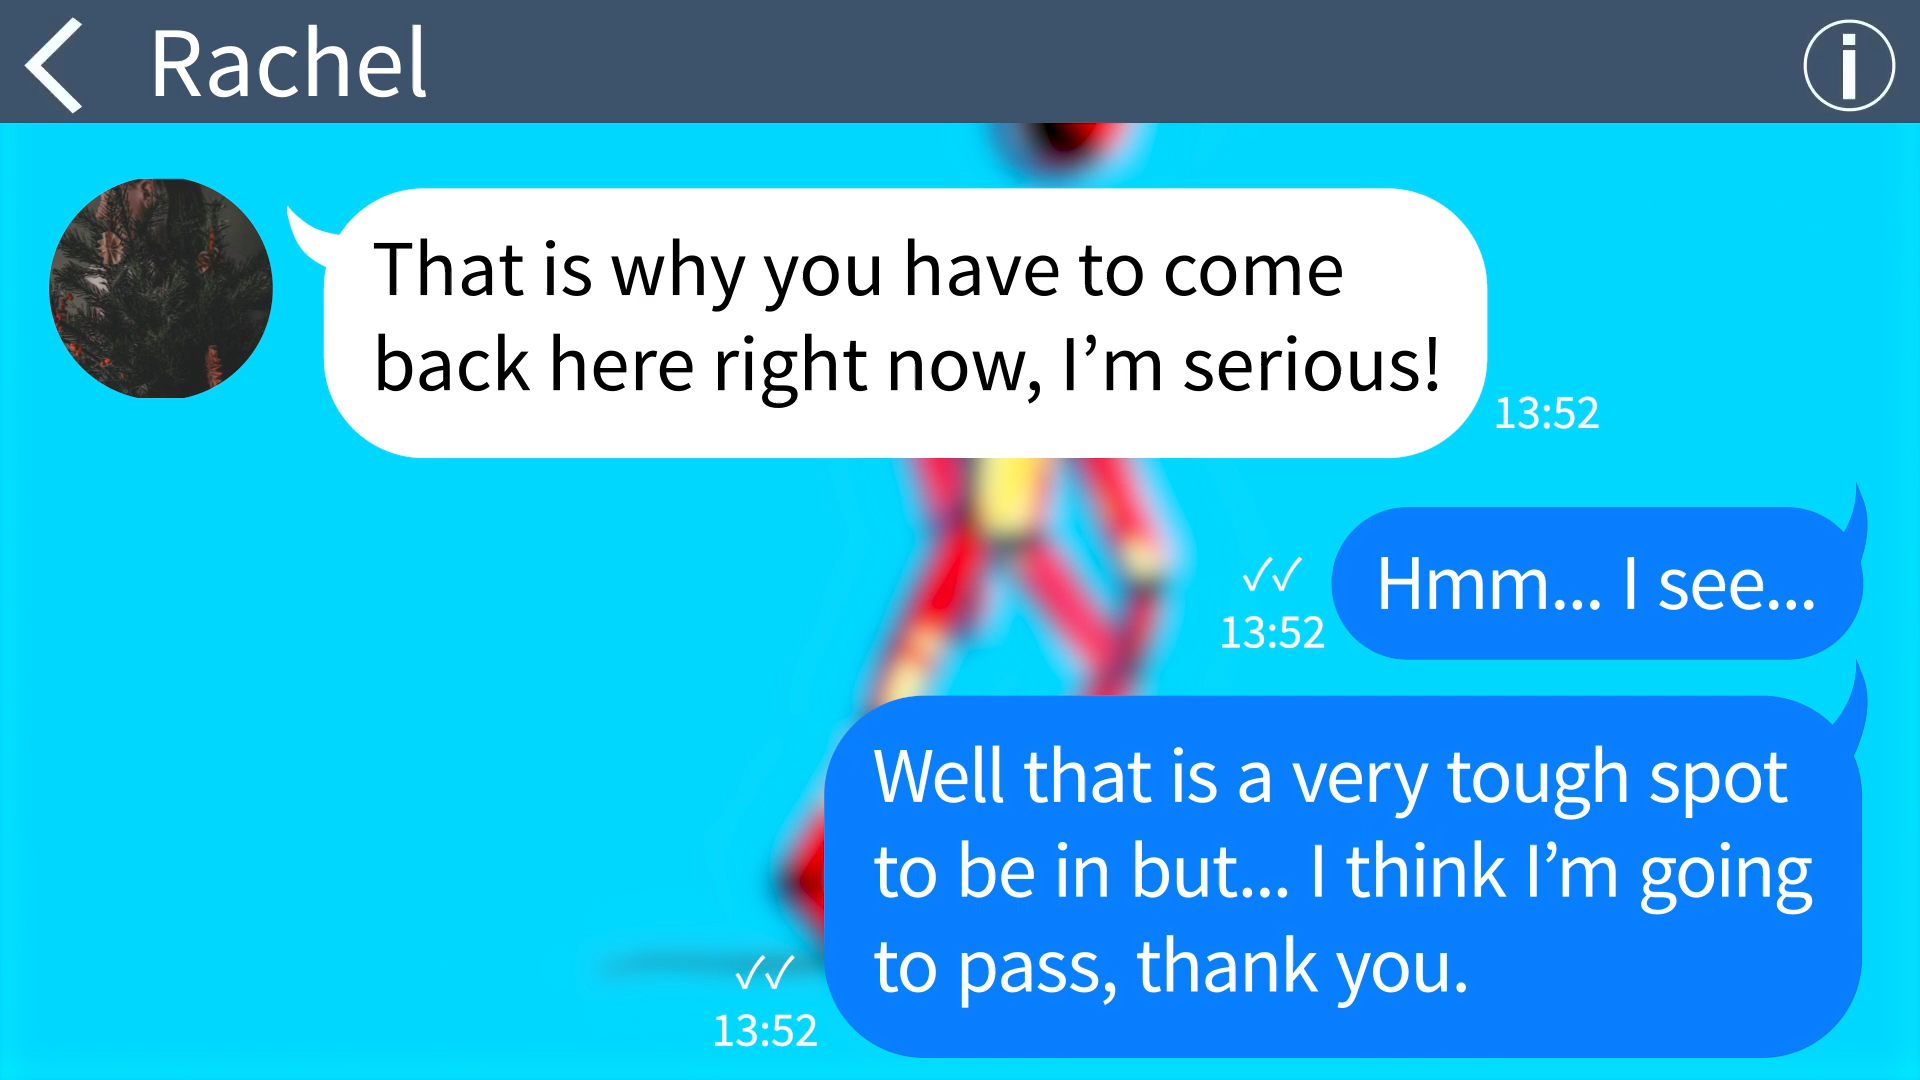 Rachel
That is why you have to come
back here right now, I’m serious!
13:52
Hmm... I see...
13:52
Well that is a very tough spot
to be in but... I think I’m going
to pass, thank you.
13:52